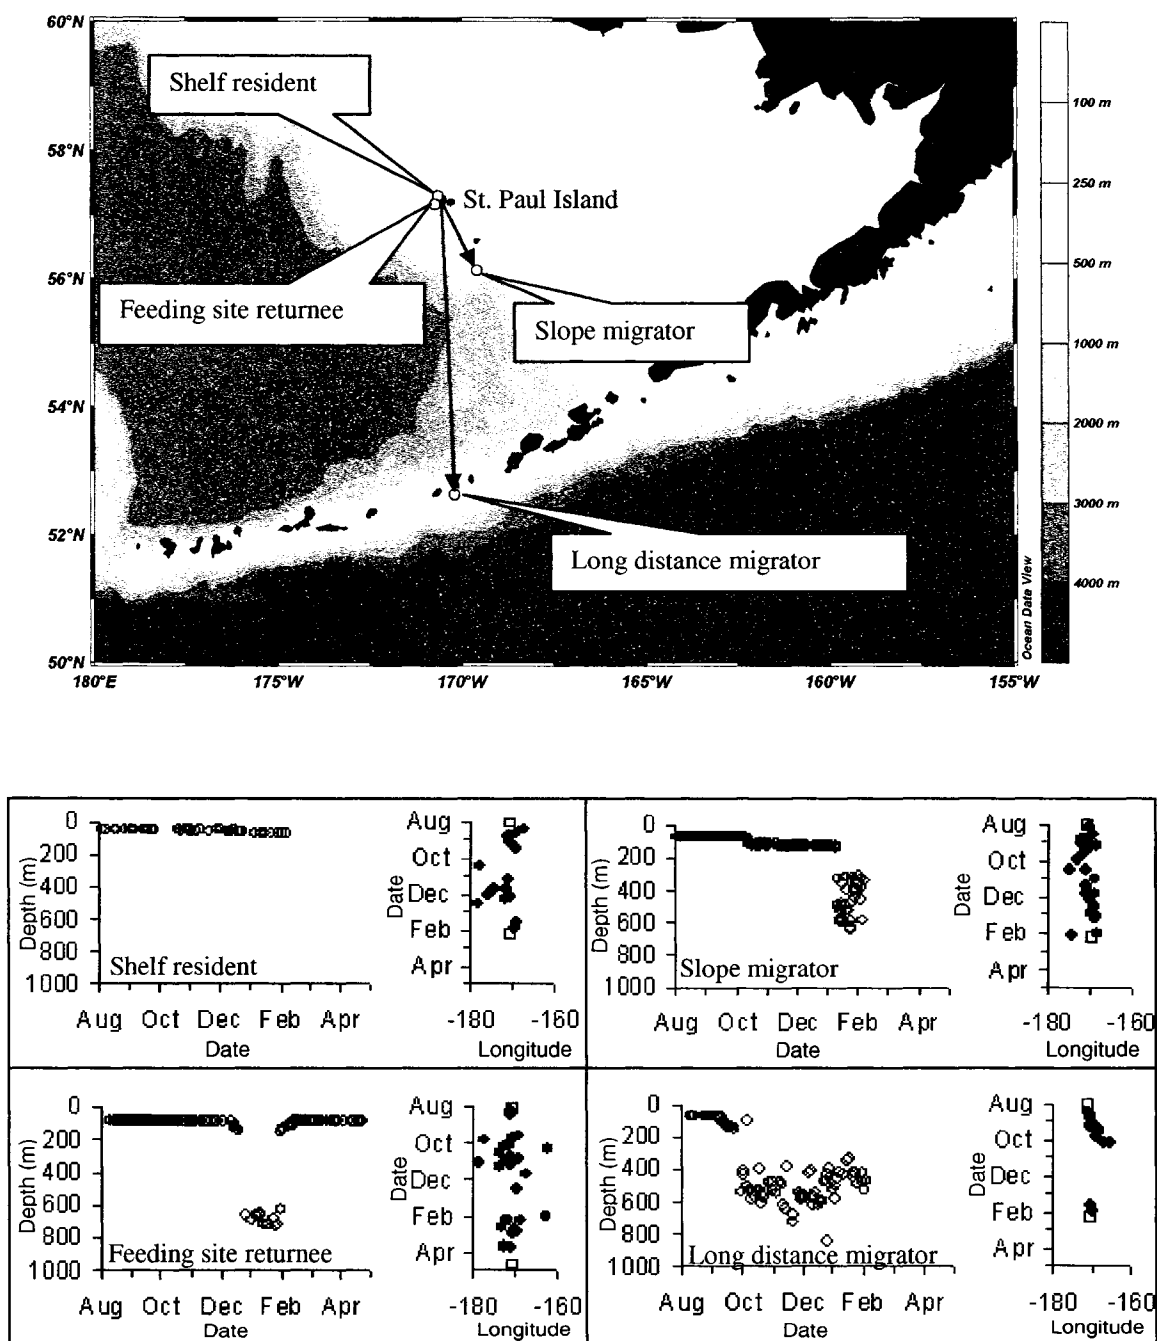 60°N
Shelf resident
100 m
58°N
250 m
St. Paul Island
500 m
56°N
Feeding site returnee
Slope migrator
1000 m
54°N
2000 m
3000 m
52°N
Long distance migrator
4000 m
Ocean Data View
50°N
180°E
175°W
170°W
165°W
160°W
155°W
0
200
400
600
800
1000
Depth (m)
Shelf resident
Aug Oct Dec Feb Apr
Date
Aug
Oct
Dec
Feb
Apr
Date
-180 -160
Longitude
0
200
400
600
800
1000
Depth (m)
Slope migrator
Aug Oct Dec Feb Apr
Date
Aug
Oct
Dec
Feb
Apr
Date
-180 -160
Longitude
0
200
400
600
800
1000
Depth (m)
Feeding site returnee
Aug Oct Dec Feb Apr
Date
Aug
Oct
Dec
Feb
Apr
Date
-180 -160
Longitude
0
200
400
600
800
1000
Depth (m)
Long distance migrator
Aug Oct Dec Feb Apr
Date
Aug
Oct
Dec
Feb
Apr
Date
-180 -160
Longitude